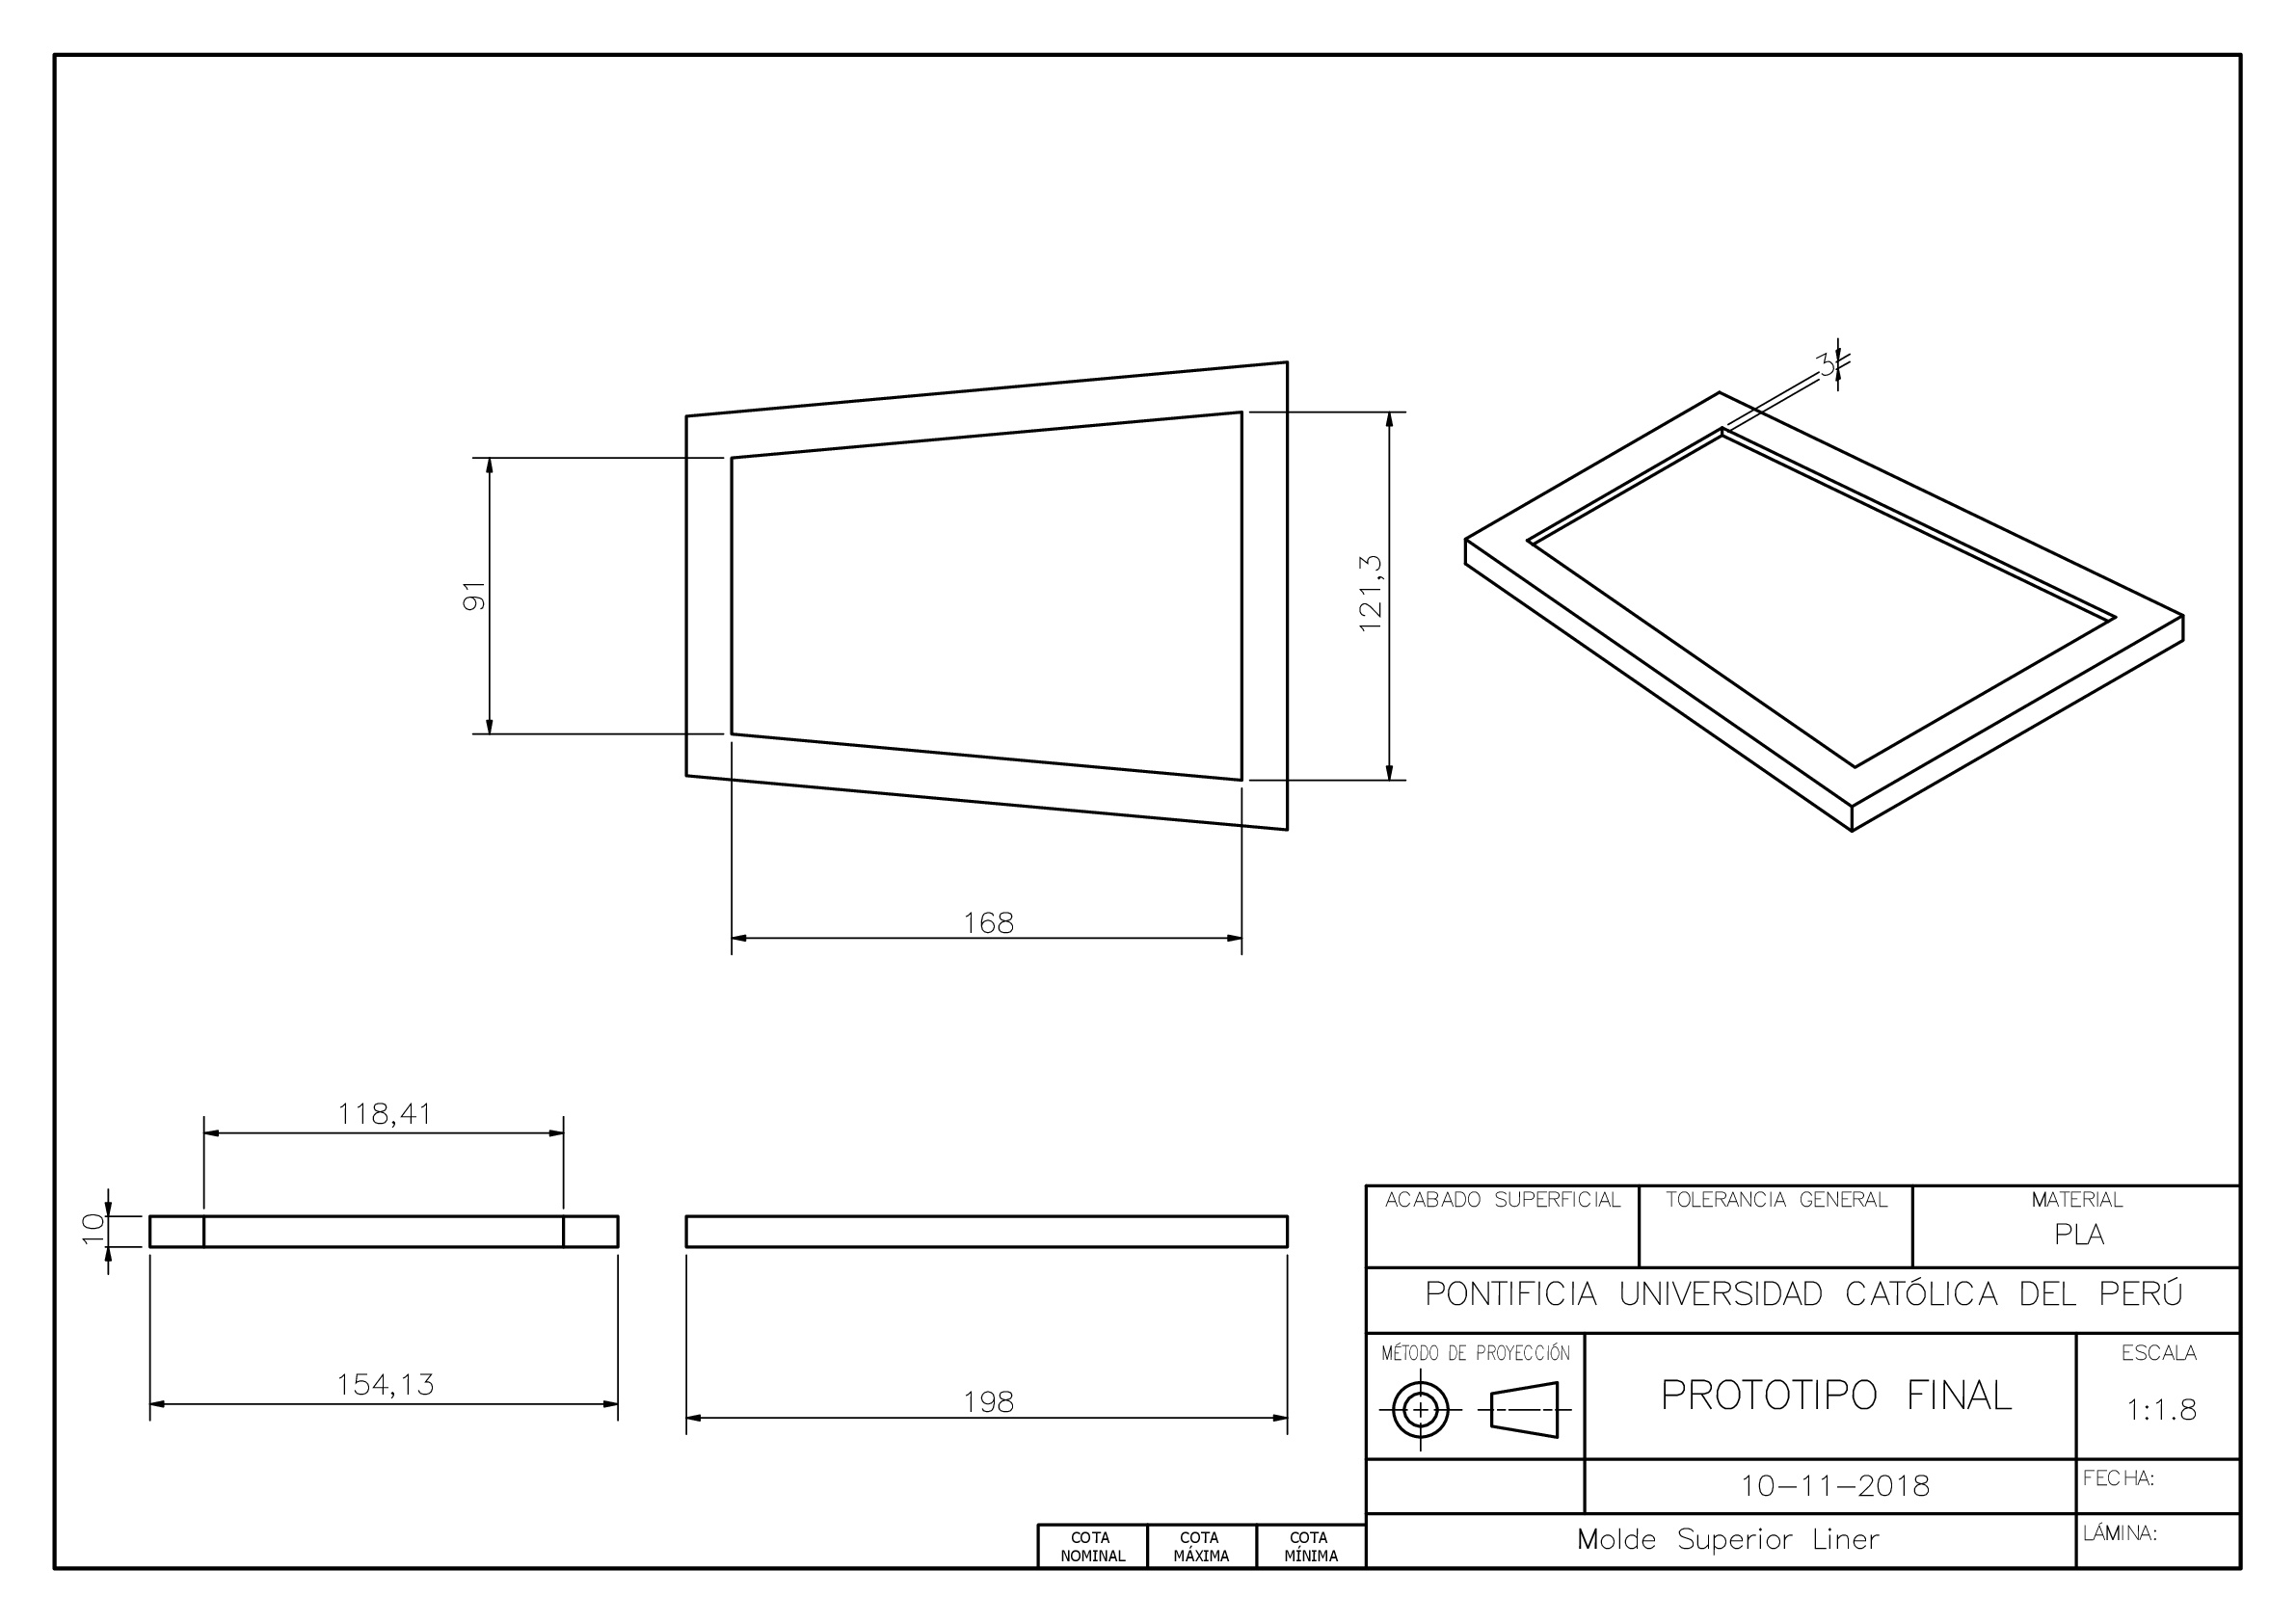 3
91
121,3
168
118,41
10
154,13
198
ACABADO SUPERFICIAL
TOLERANCIA GENERAL
MATERIAL
PLA
PONTIFICIA UNIVERSIDAD CATÓLICA DEL PERÚ
MÉTODO DE PROYECCIÓN
PROTOTIPO FINAL
ESCALA
1:1.8
10-11-2018
FECHA:
COTA NOMINAL
COTA MÁXIMA
COTA MÍNIMA
Molde Superior Liner
LÁMINA: